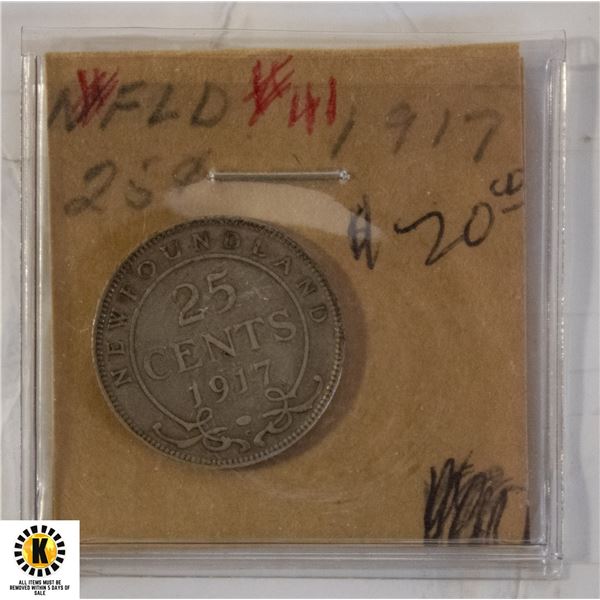 NFLD #41 1917
25¢
$20.00
NEWFOUNDLAND
25
CENTS
1917
K
ALL ITEMS MUST BE
REMOVED WITHIN 5 DAYS OF
SALE